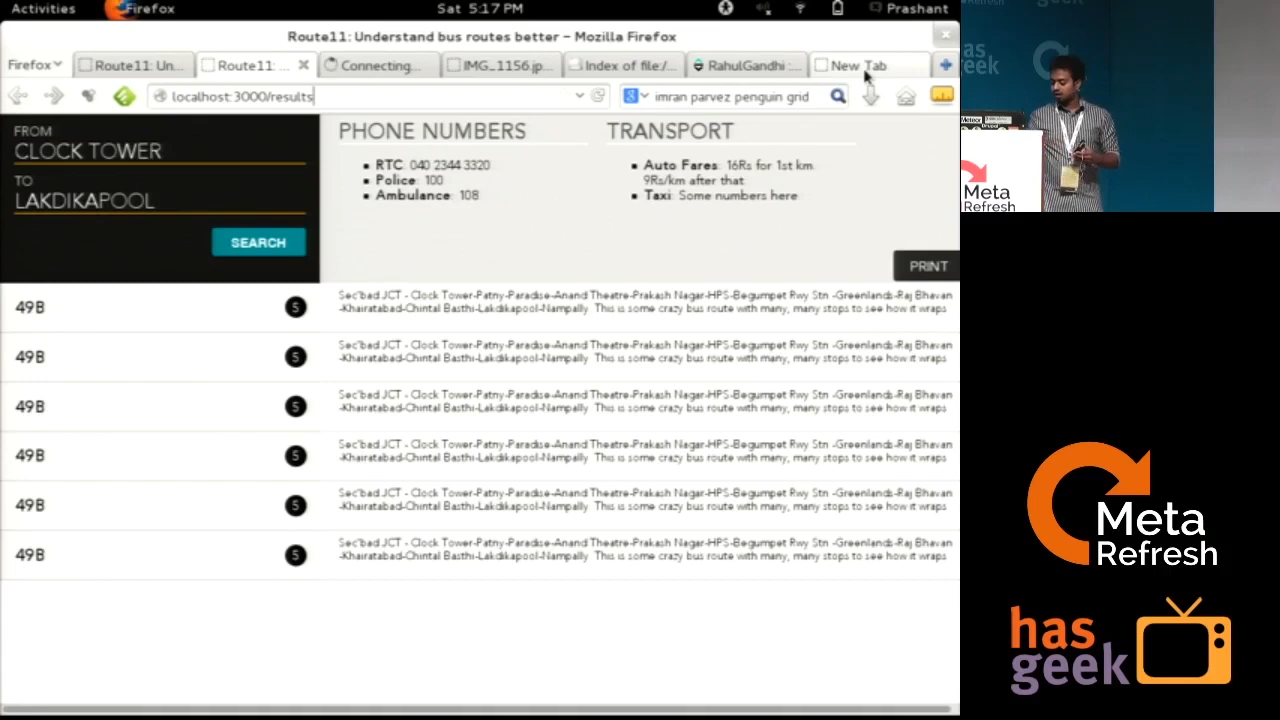 Activities Firefox Sat 5:17 PM Prashant
Route11: Understand bus routes better - Mozilla Firefox
Firefox Route11: Un... Route11: ... Connecting... IMG_1156.jp... Index of file:/... RahulGandhi :... New Tab
localhost:3000/results imran parvez penguin grid
FROM
CLOCK TOWER
TO
LAKDIKAPOOL
SEARCH
PHONE NUMBERS
RTC: 040 2344 3320
Police: 100
Ambulance: 108
TRANSPORT
Auto Fares: 16Rs for 1st km
9Rs/km after that
Taxi: Some numbers here
PRINT
49B 5 Sec'bad JCT - Clock Tower-Patny-Paradise-Anand Theatre-Prakash Nagar-HPS-Begumpet Rwy Stn -Greenlands-Raj Bhavan
-Khairatabad-Chintal Basthi-Lakdikapool-Nampally This is some crazy bus route with many, many stops to see how it wraps
49B 5 Sec'bad JCT - Clock Tower-Patny-Paradise-Anand Theatre-Prakash Nagar-HPS-Begumpet Rwy Stn -Greenlands-Raj Bhavan
-Khairatabad-Chintal Basthi-Lakdikapool-Nampally This is some crazy bus route with many, many stops to see how it wraps
49B 5 Sec'bad JCT - Clock Tower-Patny-Paradise-Anand Theatre-Prakash Nagar-HPS-Begumpet Rwy Stn -Greenlands-Raj Bhavan
-Khairatabad-Chintal Basthi-Lakdikapool-Nampally This is some crazy bus route with many, many stops to see how it wraps
49B 5 Sec'bad JCT - Clock Tower-Patny-Paradise-Anand Theatre-Prakash Nagar-HPS-Begumpet Rwy Stn -Greenlands-Raj Bhavan
-Khairatabad-Chintal Basthi-Lakdikapool-Nampally This is some crazy bus route with many, many stops to see how it wraps
49B 5 Sec'bad JCT - Clock Tower-Patny-Paradise-Anand Theatre-Prakash Nagar-HPS-Begumpet Rwy Stn -Greenlands-Raj Bhavan
-Khairatabad-Chintal Basthi-Lakdikapool-Nampally This is some crazy bus route with many, many stops to see how it wraps
49B 5 Sec'bad JCT - Clock Tower-Patny-Paradise-Anand Theatre-Prakash Nagar-HPS-Begumpet Rwy Stn -Greenlands-Raj Bhavan
-Khairatabad-Chintal Basthi-Lakdikapool-Nampally This is some crazy bus route with many, many stops to see how it wraps
has
geek
Meteor
Drupal
Meta
Refresh
Meta
Refresh
has
geek